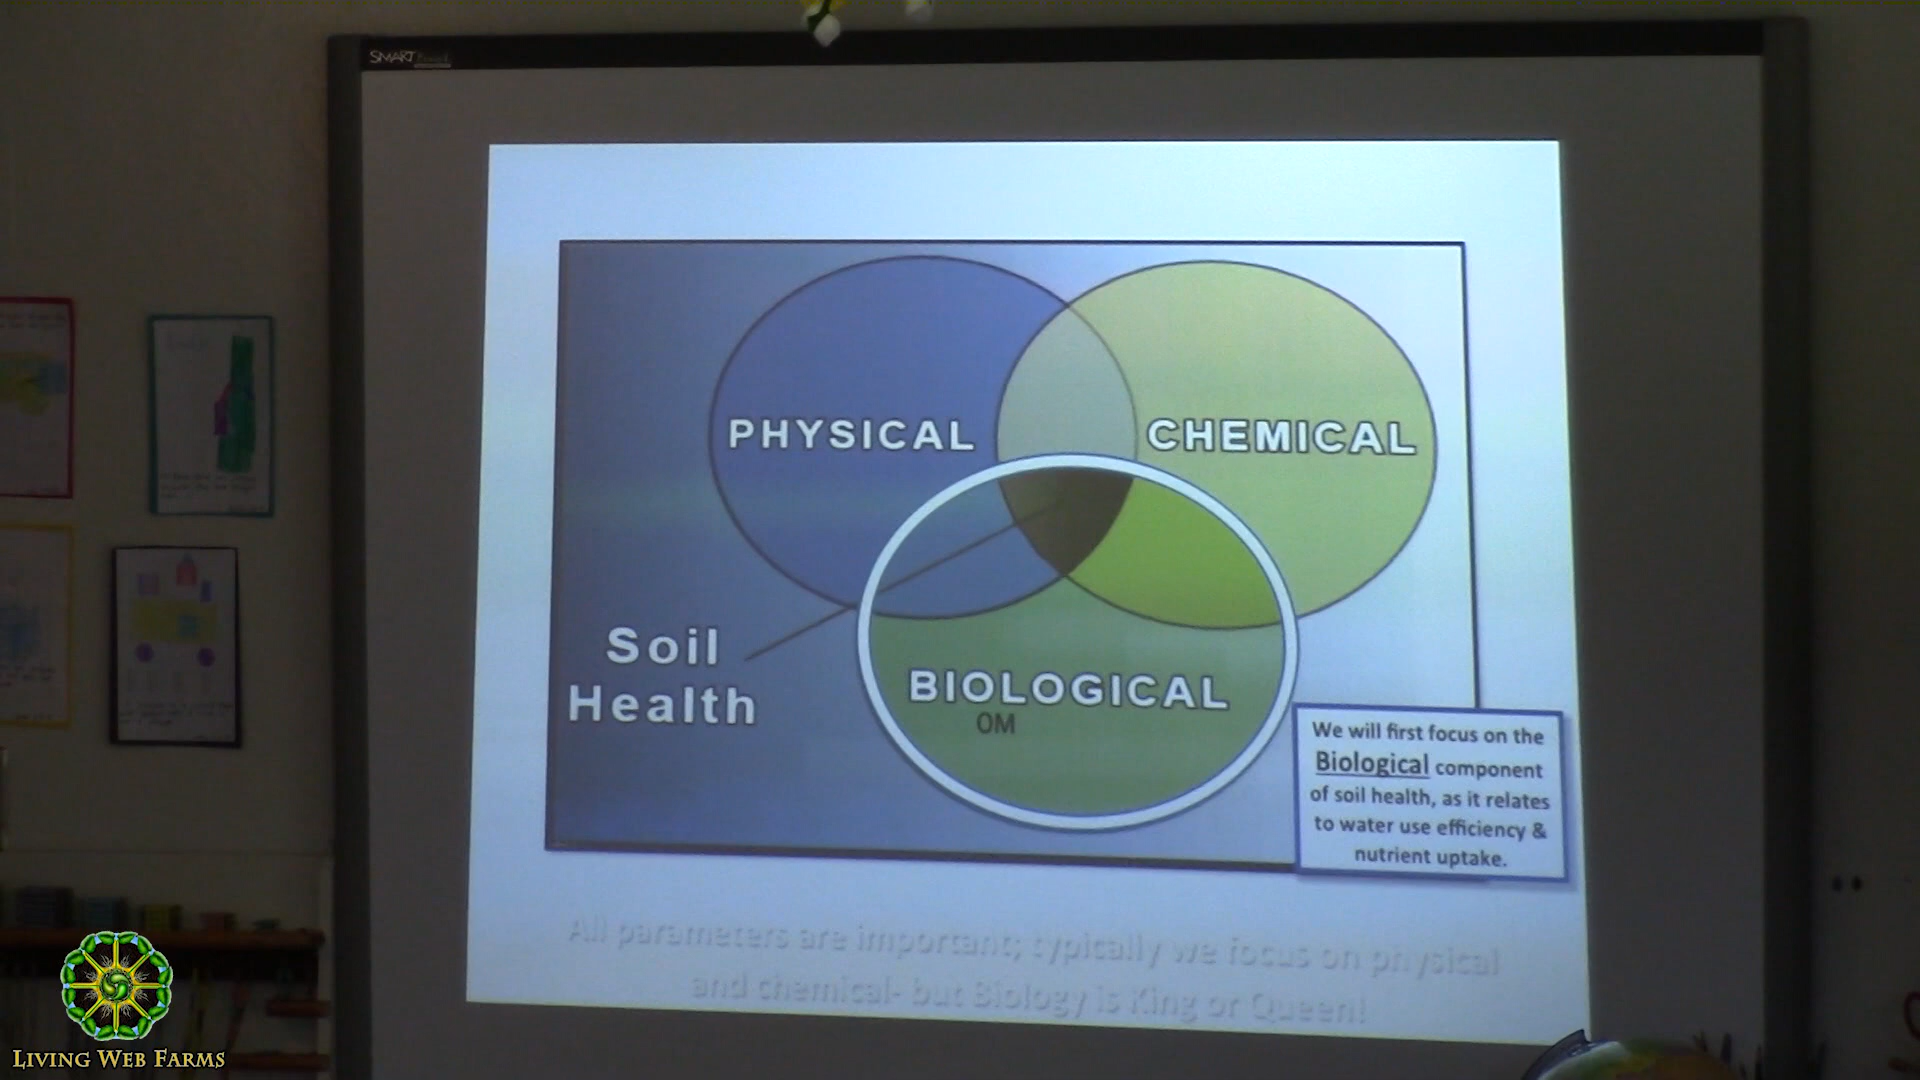 SMART
PHYSICAL
CHEMICAL
Soil
Health
BIOLOGICAL
OM
We will first focus on the
Biological component
of soil health, as it relates
to water use efficiency &
nutrient uptake.
All parameters are important; typically we focus on physical
and chemical- but Biology is King or Queen!
LIVING WEB FARMS